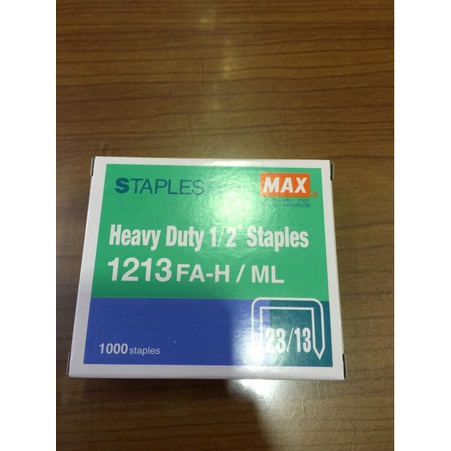 STAPLES
MAX
Heavy Duty 1/2" Staples
1213 FA-H / ML
1000 staples
23/13